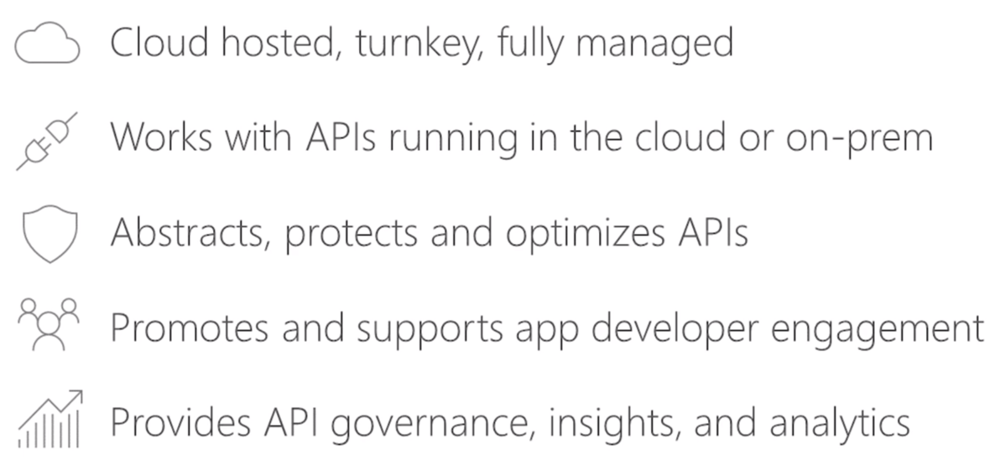 Cloud hosted, turnkey, fully managed
Works with APIs running in the cloud or on-prem
Abstracts, protects and optimizes APIs
Promotes and supports app developer engagement
Provides API governance, insights, and analytics